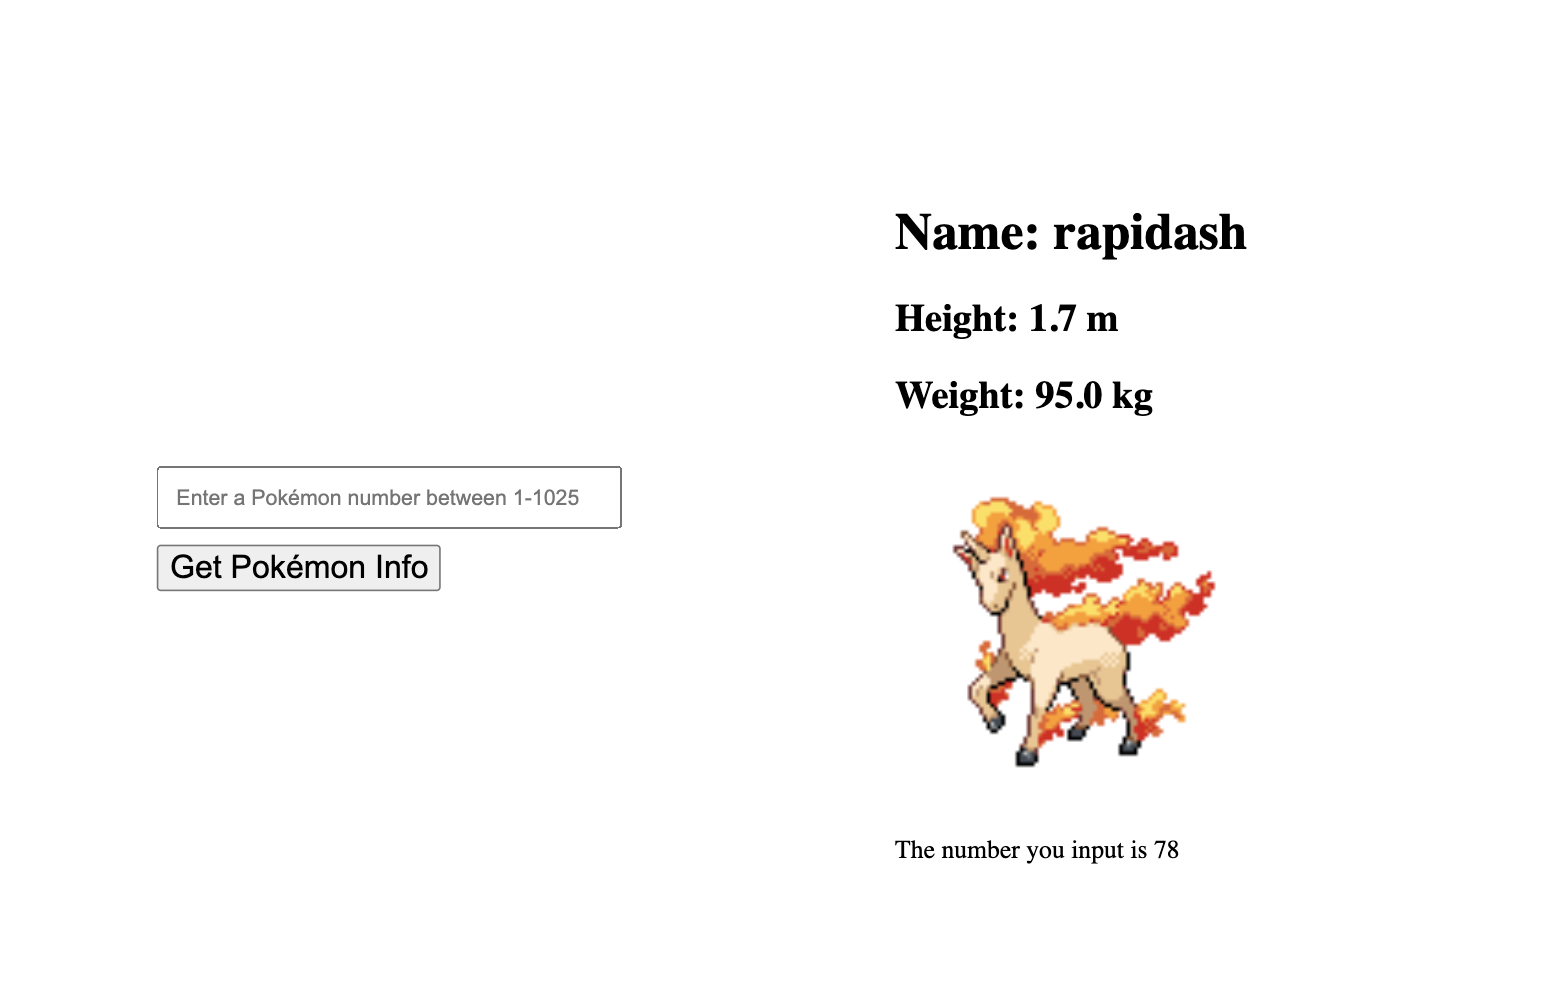 Enter a Pokémon number between 1-1025
Get Pokémon Info
Name: rapidash
Height: 1.7 m
Weight: 95.0 kg
The number you input is 78